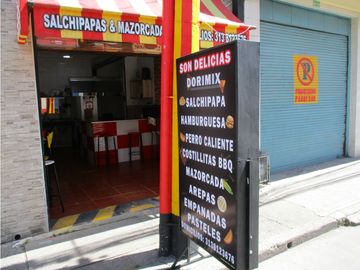 SALCHIPAPAS & MAZORCADA
SON DELICIAS
DORIMIX
SALCHIPAPA
HAMBURGUESA
PERRO CALIENTE
COSTILLITAS BBQ
MAZORCADA
AREPAS
EMPANADAS
PASTELES
PROHIBIDO
PARQUEAR